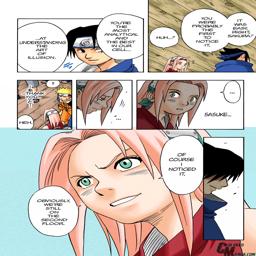 YOU WERE
PROBABLY
THE FIRST
TO
NOTICE
IT.
IT WAS
EASY,
RIGHT,
SAKURA?
HUH...?
YOU'RE
THE MOST
ANALYTICAL
AND THE
BEST IN
OUR CELL...
...AT
UNDERSTANDING
THE
ART OF
ILLUSION.
...
SASUKE...
HEH.
OF
COURSE
I
NOTICED IT.
OBVIOUSLY,
WE'RE STILL
ON THE
SECOND
FLOOR.